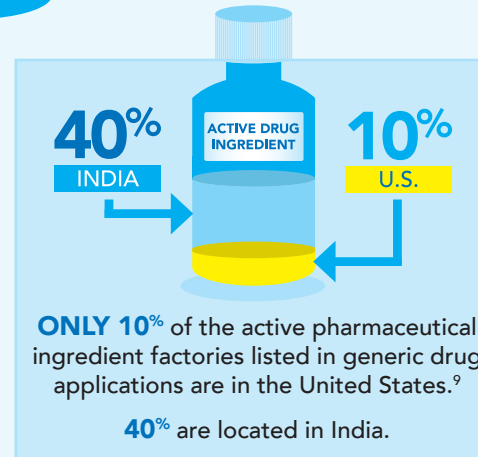 40%
INDIA
ACTIVE DRUG
INGREDIENT
10%
U.S.
ONLY 10% of the active pharmaceutical
ingredient factories listed in generic drug
applications are in the United States.9
40% are located in India.